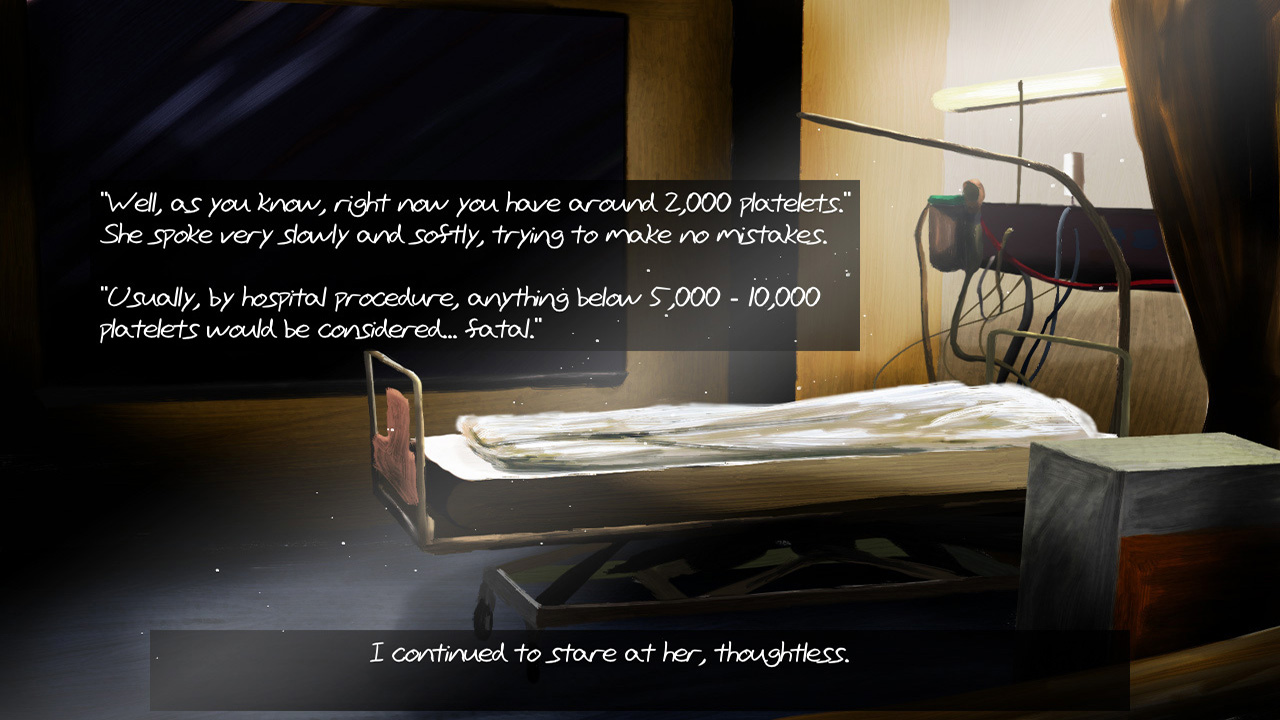 "Well, as you know, right now you have around 2,000 platelets."
She spoke very slowly and softly, trying to make no mistakes.
"Usually, by hospital procedure, anything below 5,000 - 10,000
platelets would be considered... fatal."
I continued to stare at her, thoughtless.